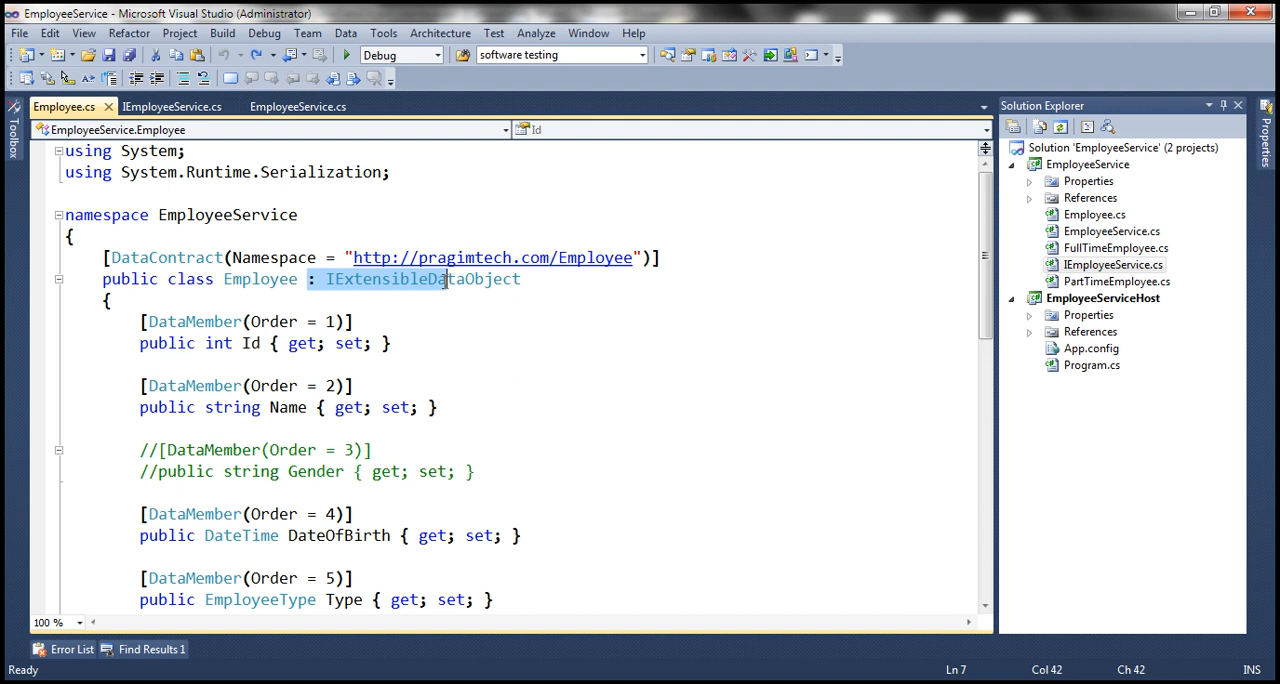 EmployeeService - Microsoft Visual Studio (Administrator)
File Edit View Refactor Project Build Debug Team Data Tools Architecture Test Analyze Window Help
Debug software testing
Employee.cs IEmployeeService.cs EmployeeService.cs
EmployeeService.Employee Id
using System;
using System.Runtime.Serialization;
namespace EmployeeService
{
[DataContract(Namespace = "http://pragimtech.com/Employee")]
public class Employee : IExtensibleDataObject
{
[DataMember(Order = 1)]
public int Id { get; set; }
[DataMember(Order = 2)]
public string Name { get; set; }
//[DataMember(Order = 3)]
//public string Gender { get; set; }
[DataMember(Order = 4)]
public DateTime DateOfBirth { get; set; }
[DataMember(Order = 5)]
public EmployeeType Type { get; set; }
100 %
Toolbox
Solution Explorer
Solution 'EmployeeService' (2 projects)
EmployeeService
Properties
References
Employee.cs
EmployeeService.cs
FullTimeEmployee.cs
IEmployeeService.cs
PartTimeEmployee.cs
EmployeeServiceHost
Properties
References
App.config
Program.cs
Properties
Error List Find Results 1
Ready Ln 7 Col 42 Ch 42 INS